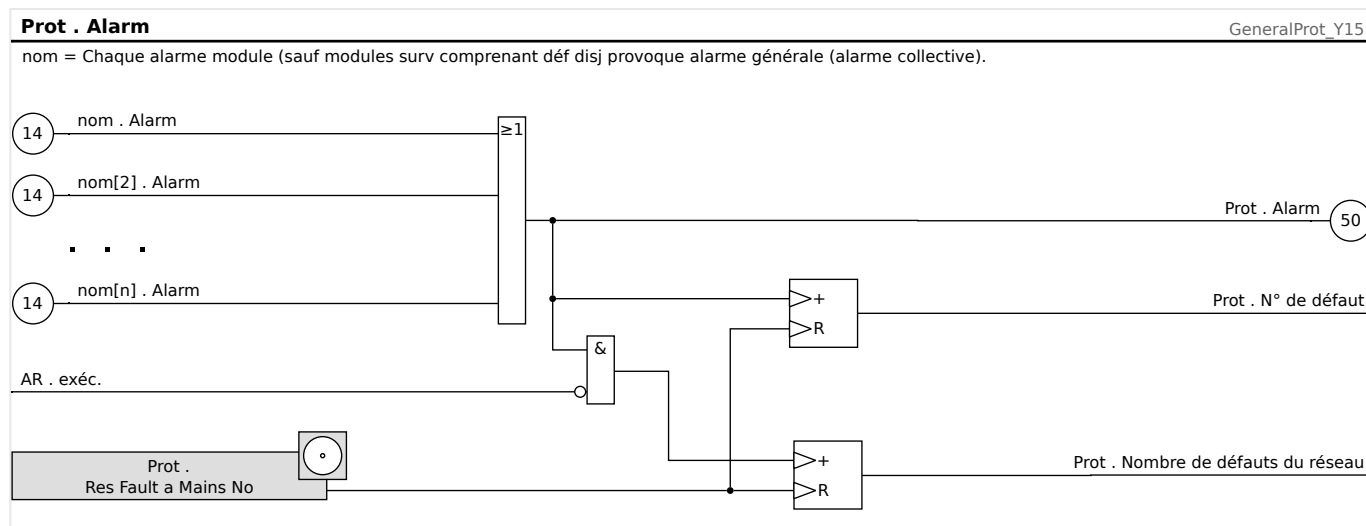 Prot . Alarm
GeneralProt_Y15
nom = Chaque alarme module (sauf modules surv comprenant déf disj provoque alarme générale (alarme collective).
14
nom . Alarm
≥1
14
nom[2] . Alarm
Prot . Alarm
50
. . .
14
nom[n] . Alarm
+
Prot . N° de défaut
R
&
AR . exéc.
Prot .
Res Fault a Mains No
+
Prot . Nombre de défauts du réseau
R